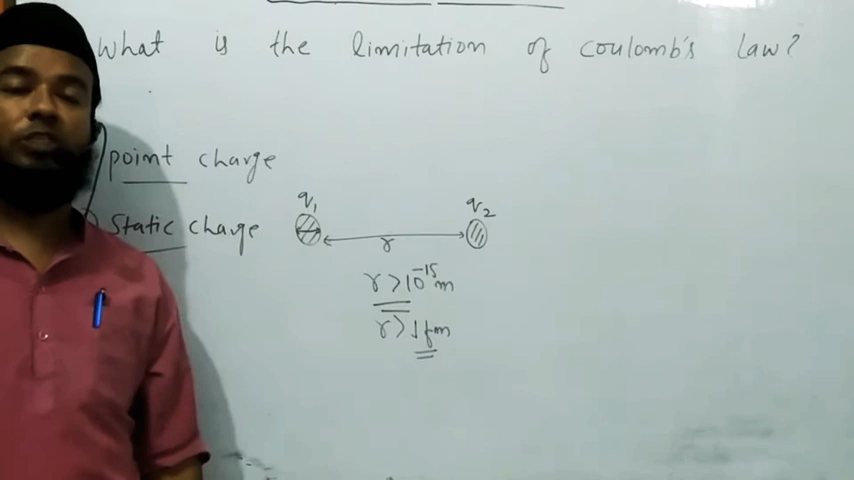 What is the limitation of coulomb's law?
point charge
Static charge
q₁ q₂
r
r > 10⁻¹⁵ m
r > 1 fm